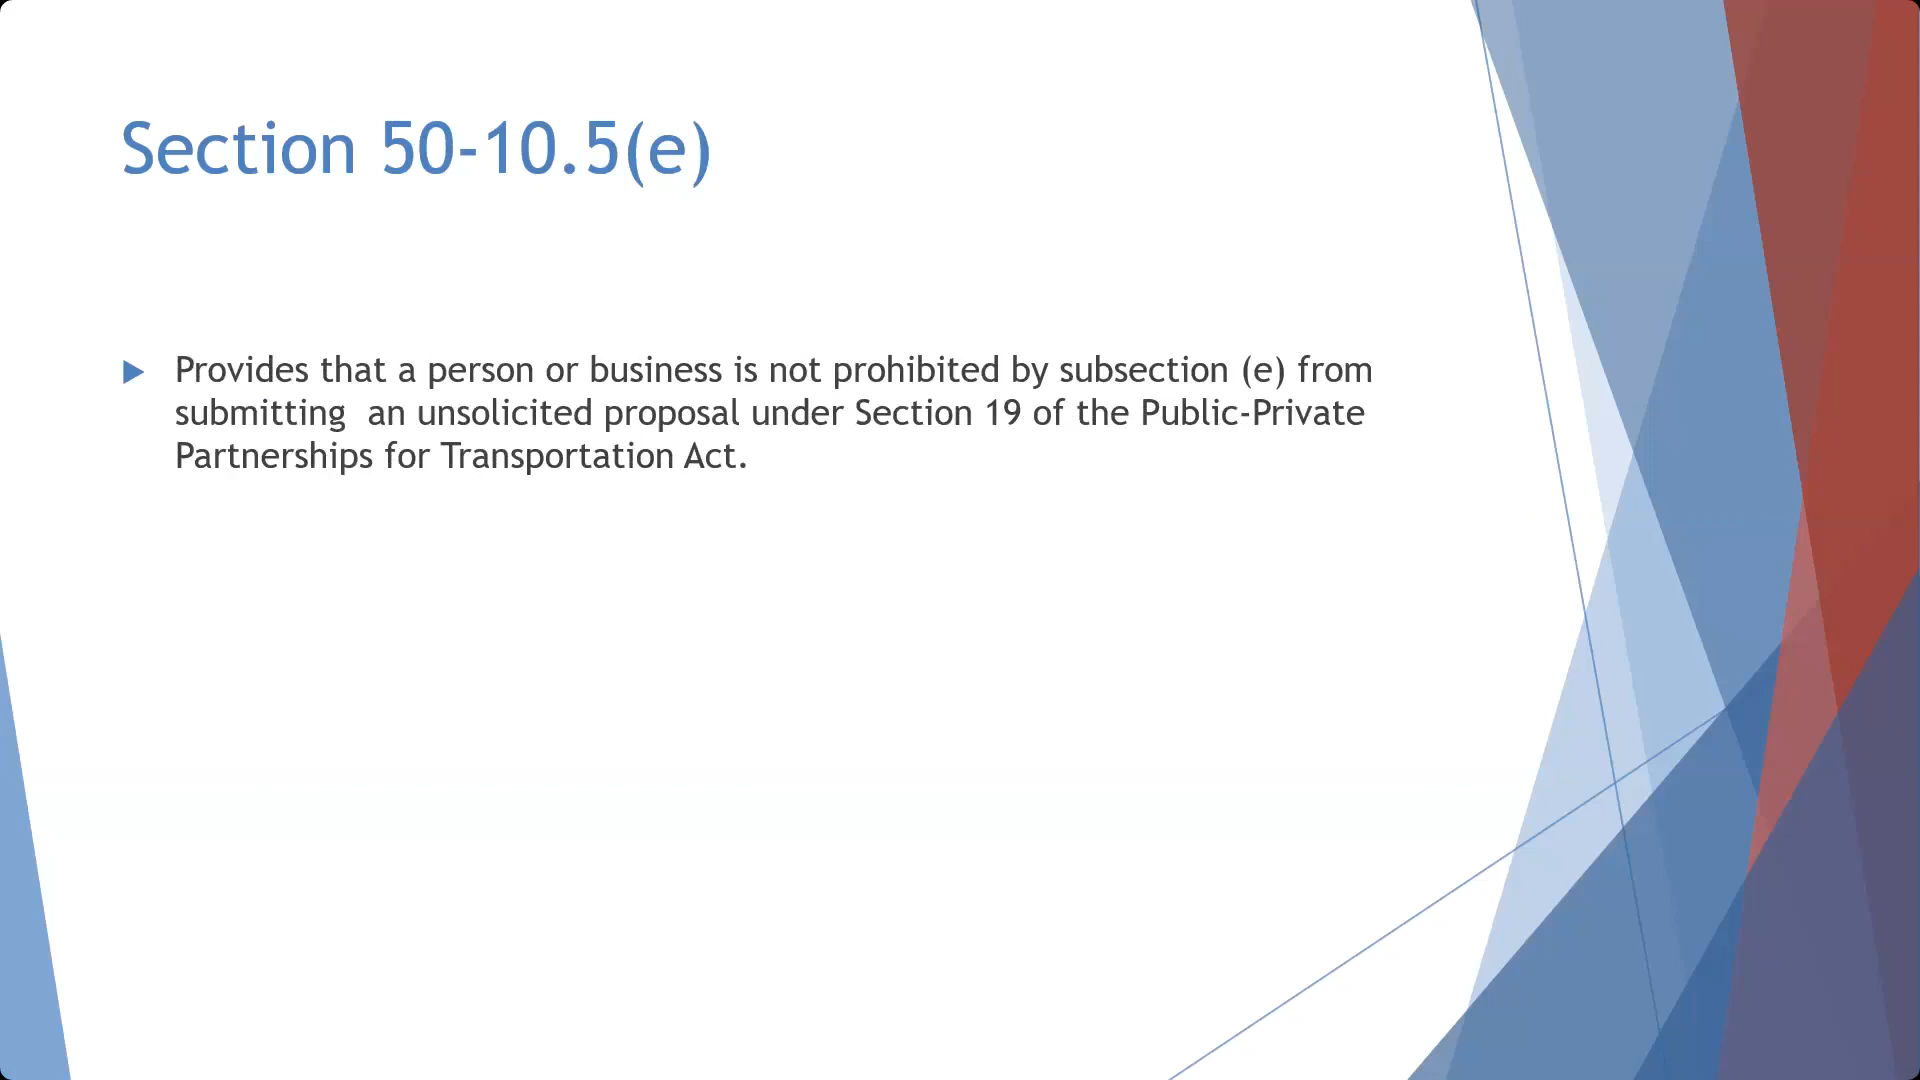 Section 50-10.5(e)
Provides that a person or business is not prohibited by subsection (e) from
submitting  an unsolicited proposal under Section 19 of the Public-Private
Partnerships for Transportation Act.